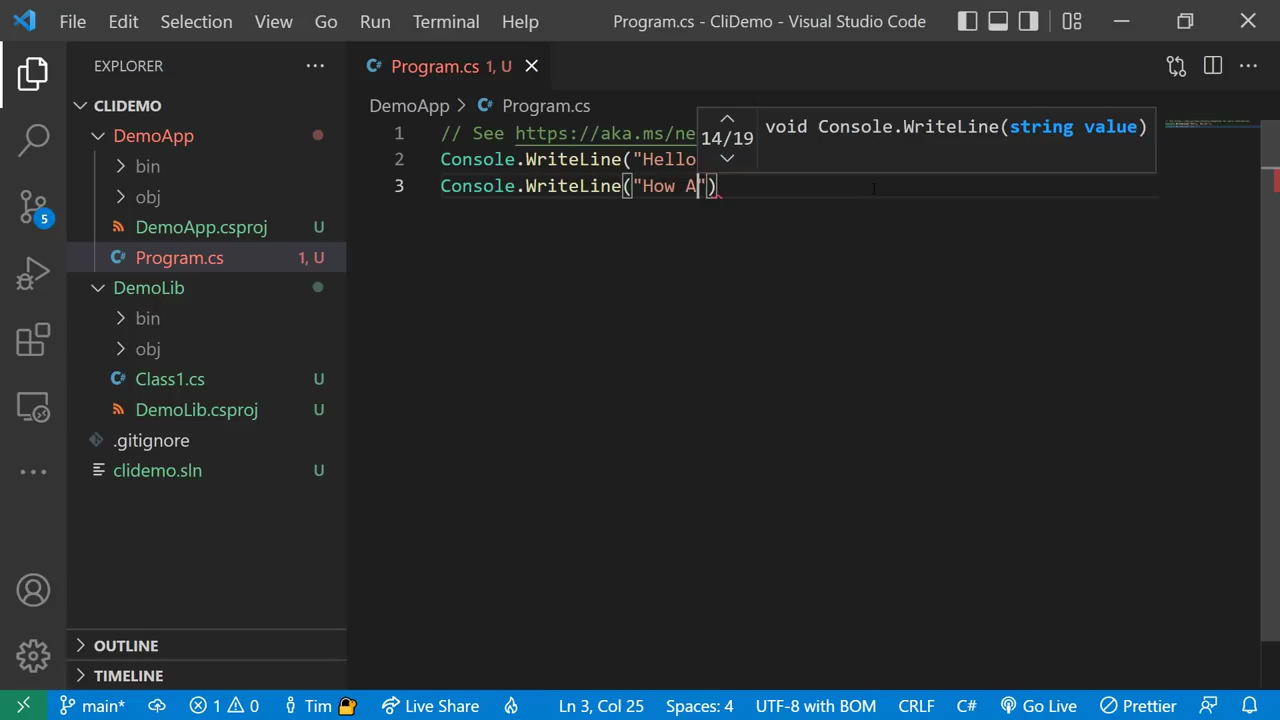 File Edit Selection View Go Run Terminal Help Program.cs - CliDemo - Visual Studio Code
EXPLORER
Program.cs 1, U
CLIDEMO
DemoApp
bin
obj
DemoApp.csproj U
Program.cs 1, U
DemoLib
bin
obj
Class1.cs U
DemoLib.csproj U
.gitignore
clidemo.sln U
OUTLINE
TIMELINE
DemoApp > Program.cs
1 // See https://aka.ms/ne
2 Console.WriteLine("Hello
3 Console.WriteLine("How A")
14/19 void Console.WriteLine(string value)
5
main* 1 0 Tim Live Share Ln 3, Col 25 Spaces: 4 UTF-8 with BOM CRLF C# Go Live Prettier